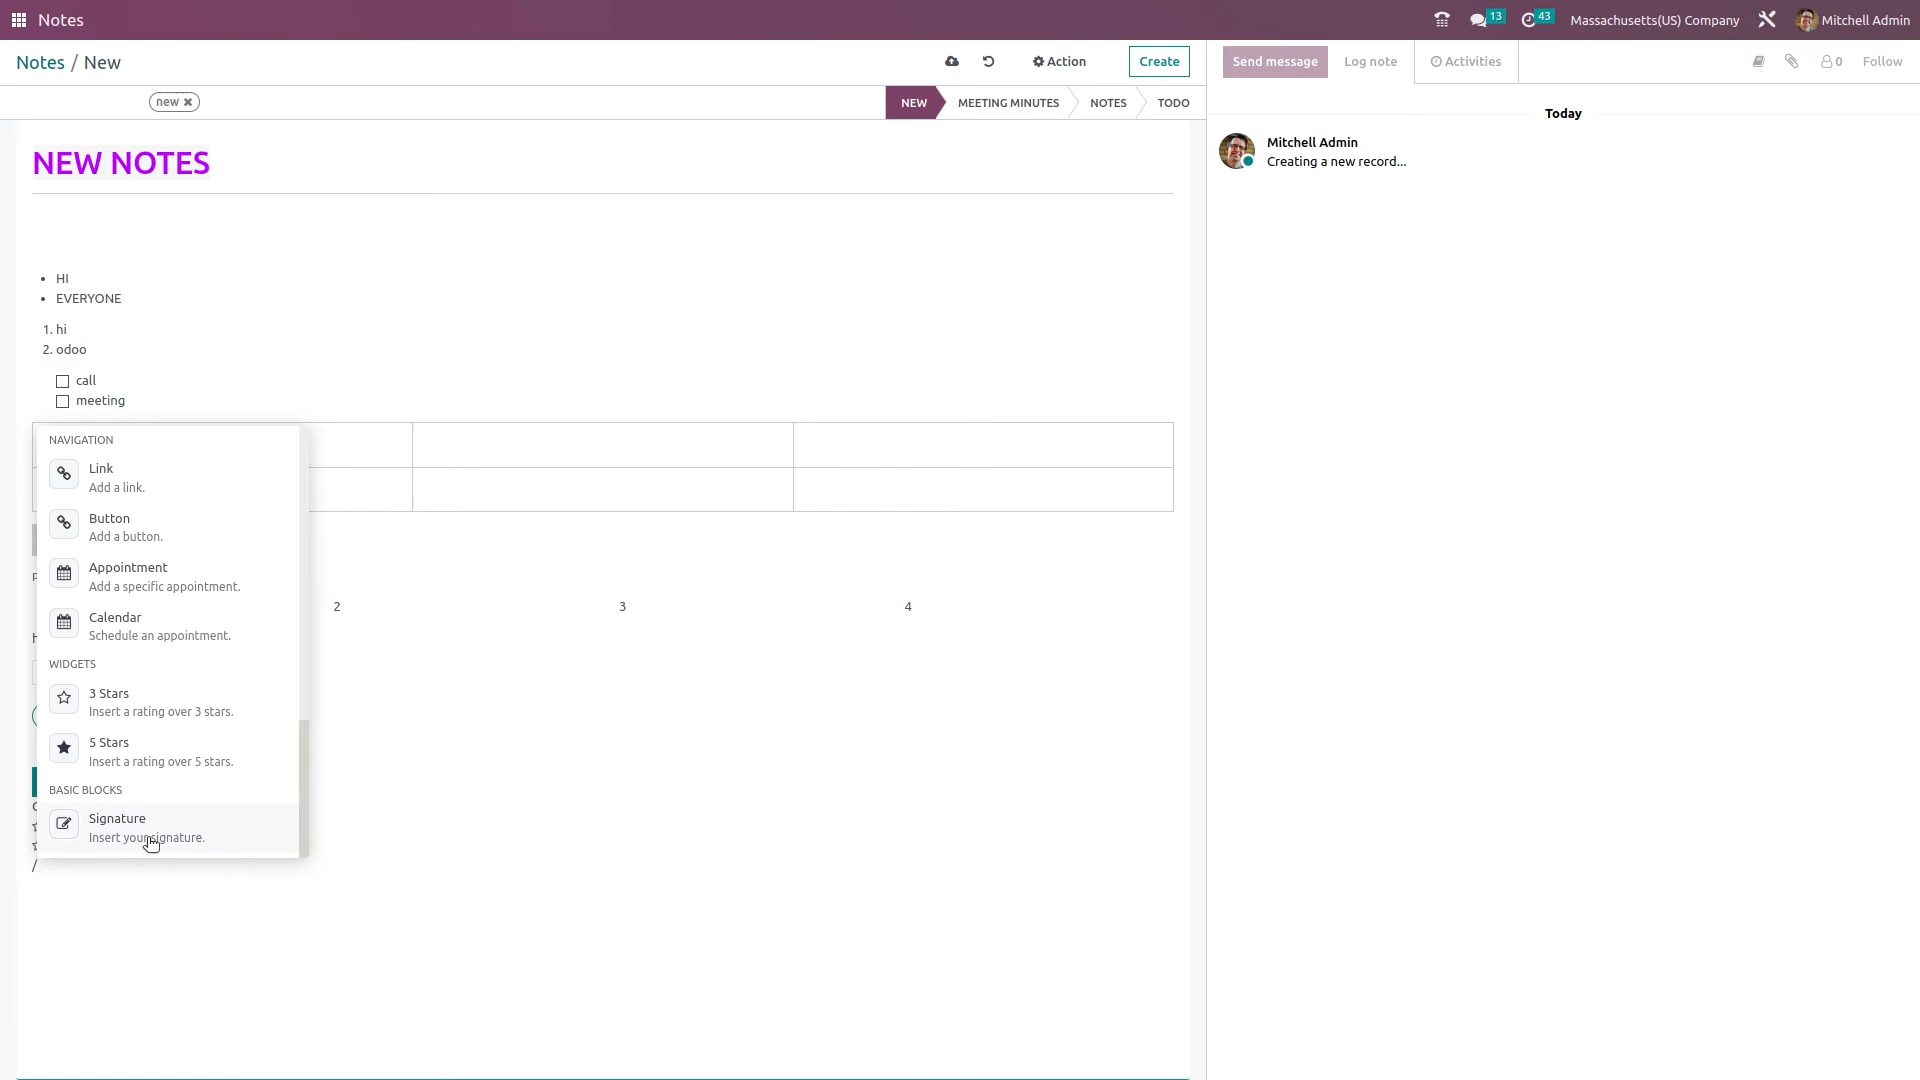 Notes
13
43
Massachusetts(US) Company
Mitchell Admin
Notes / New
Action
Create
Send message
Log note
Activities
0
Follow
new ✖
NEW
MEETING MINUTES
NOTES
TODO
Today
Mitchell Admin
Creating a new record...
NEW NOTES
• HI
• EVERYONE
1. hi
2. odoo
call
meeting
NAVIGATION
Link
Add a link.
Button
Add a button.
Appointment
Add a specific appointment.
2
3
4
Calendar
Schedule an appointment.
WIDGETS
3 Stars
Insert a rating over 3 stars.
5 Stars
Insert a rating over 5 stars.
BASIC BLOCKS
Signature
Insert your signature.
/